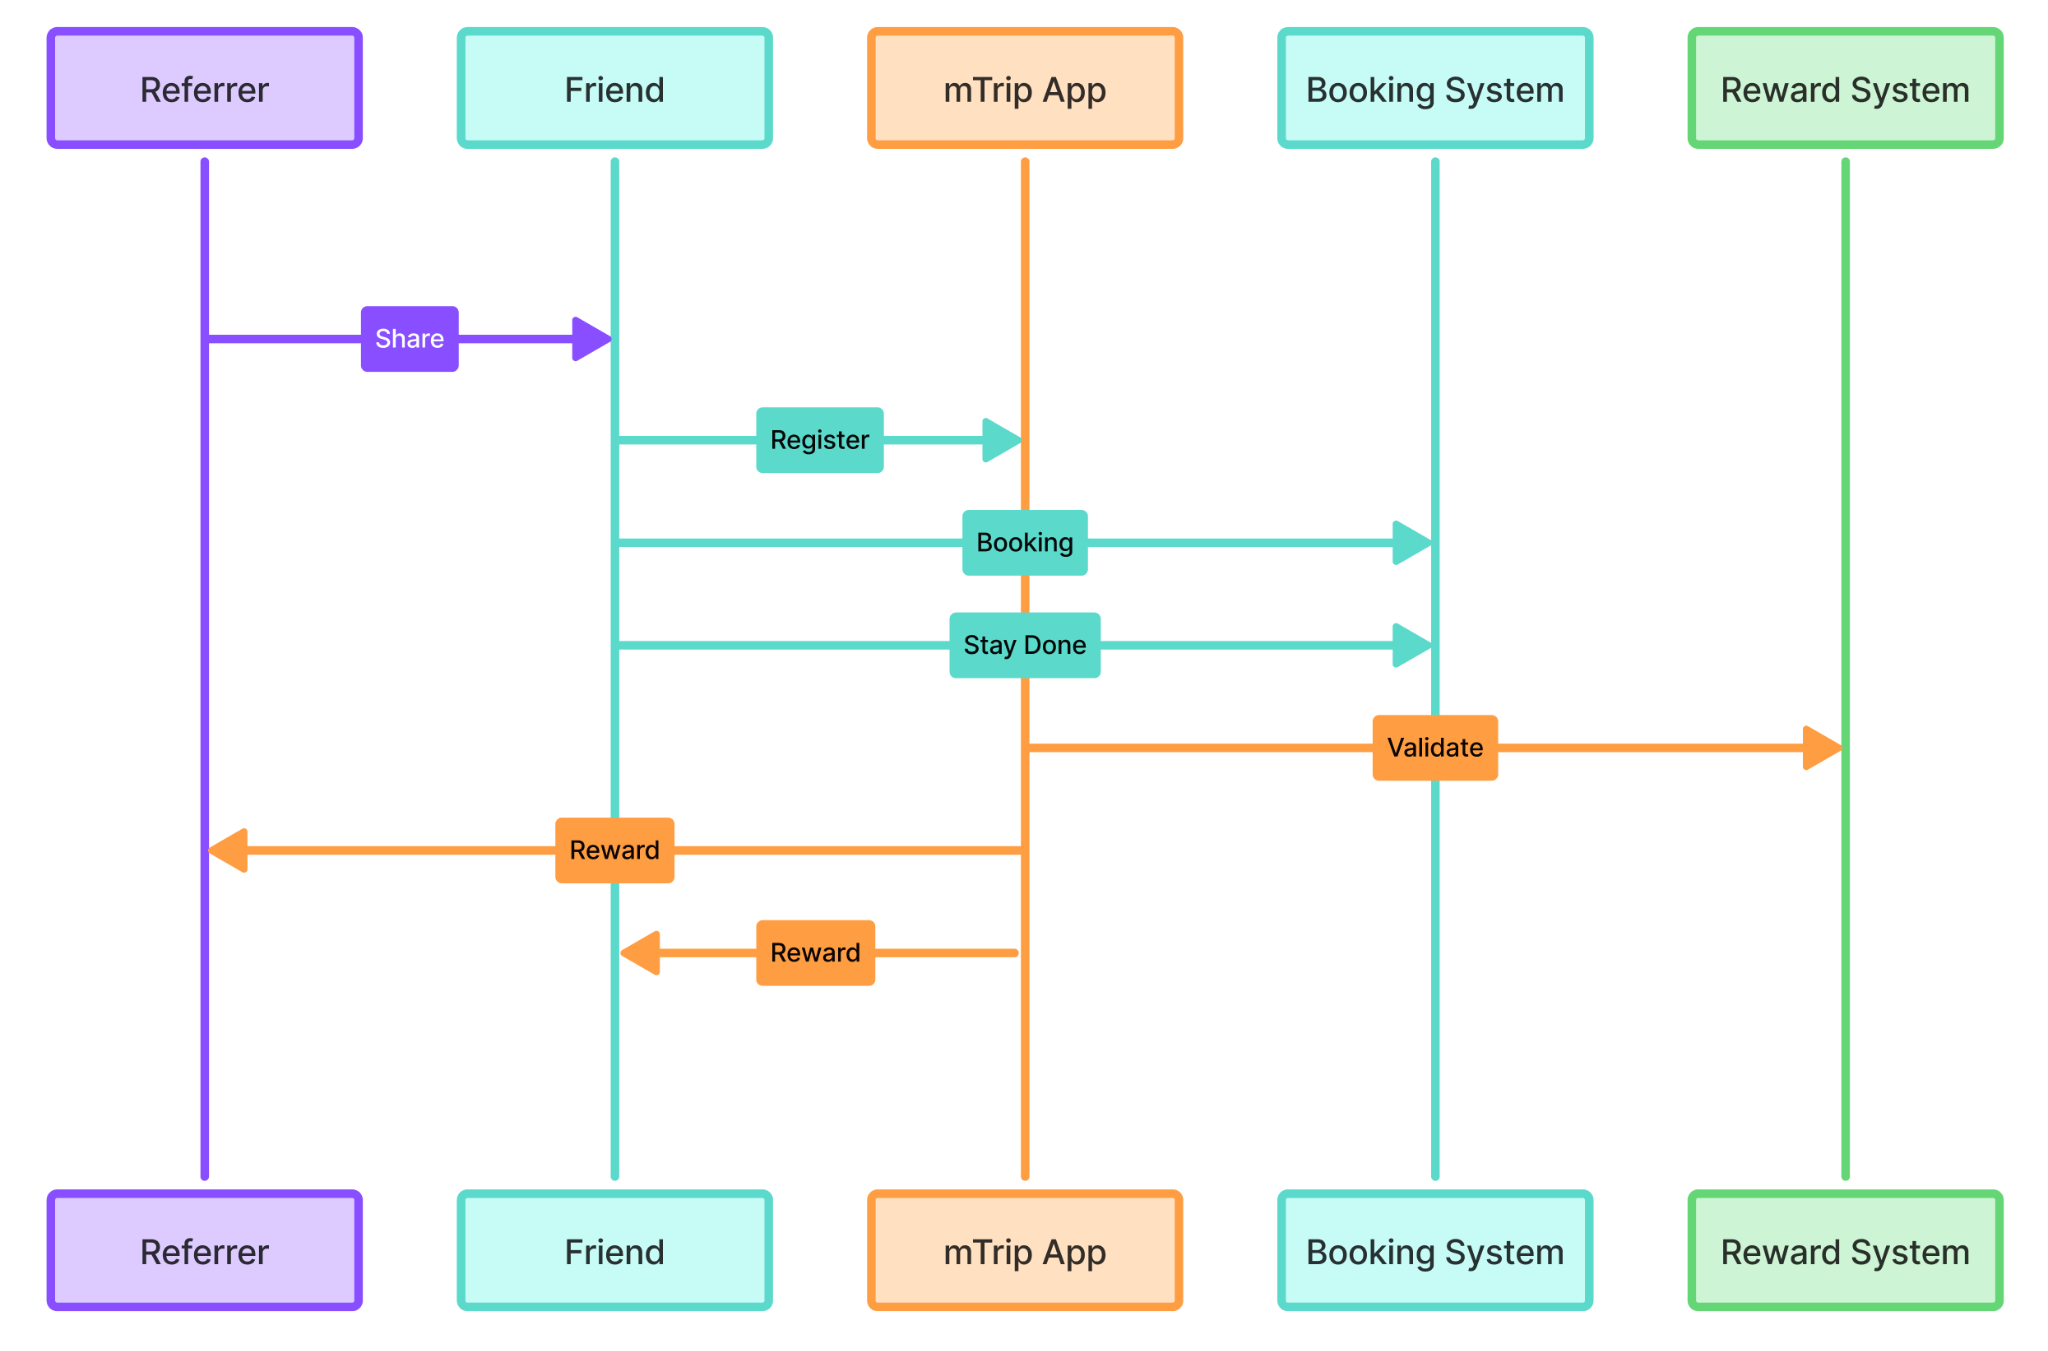 Referrer
Friend
mTrip App
Booking System
Reward System
Share
Register
Booking
Stay Done
Validate
Reward
Reward
Referrer
Friend
mTrip App
Booking System
Reward System